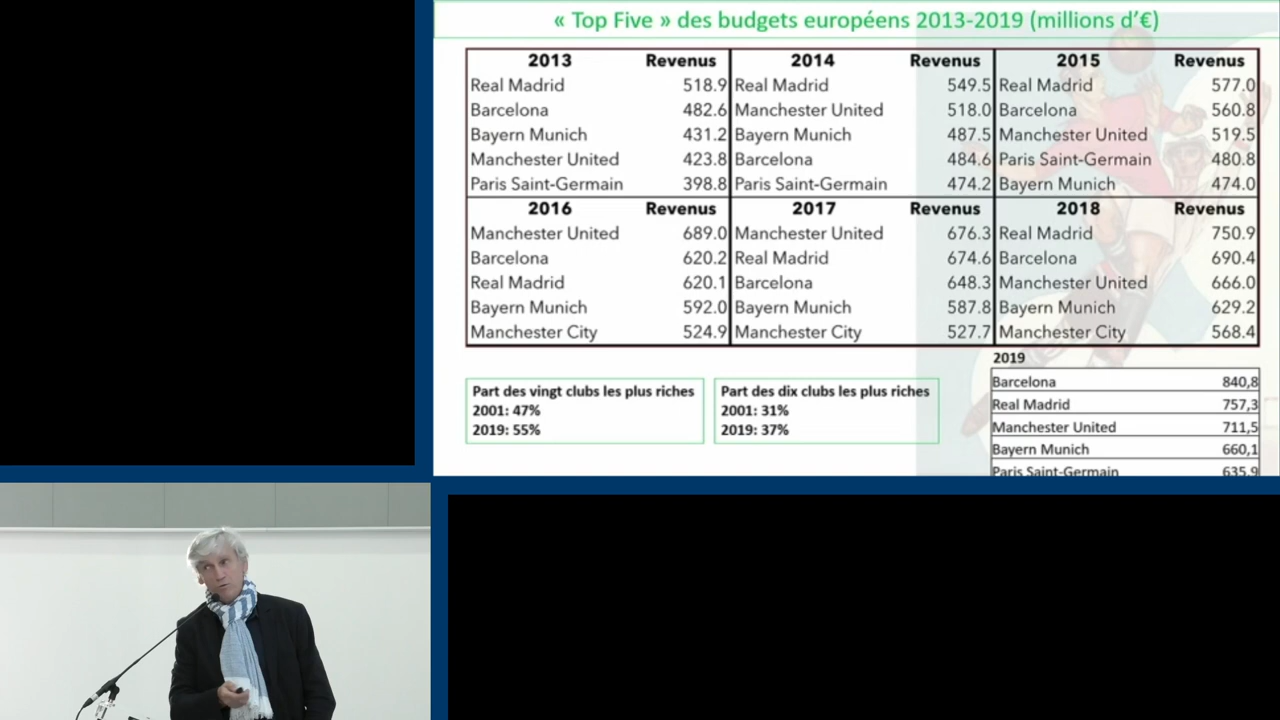 « Top Five » des budgets européens 2013-2019 (millions d'€)
2013 Revenus 2014 Revenus 2015 Revenus
Real Madrid 518.9 Real Madrid 549.5 Real Madrid 577.0
Barcelona 482.6 Manchester United 518.0 Barcelona 560.8
Bayern Munich 431.2 Bayern Munich 487.5 Manchester United 519.5
Manchester United 423.8 Barcelona 484.6 Paris Saint-Germain 480.8
Paris Saint-Germain 398.8 Paris Saint-Germain 474.2 Bayern Munich 474.0
2016 Revenus 2017 Revenus 2018 Revenus
Manchester United 689.0 Manchester United 676.3 Real Madrid 750.9
Barcelona 620.2 Real Madrid 674.6 Barcelona 690.4
Real Madrid 620.1 Barcelona 648.3 Manchester United 666.0
Bayern Munich 592.0 Bayern Munich 587.8 Bayern Munich 629.2
Manchester City 524.9 Manchester City 527.7 Manchester City 568.4
Part des vingt clubs les plus riches
2001: 47%
2019: 55%
Part des dix clubs les plus riches
2001: 31%
2019: 37%
2019
Barcelona 840,8
Real Madrid 757,3
Manchester United 711,5
Bayern Munich 660,1
Paris Saint-Germain 635,9